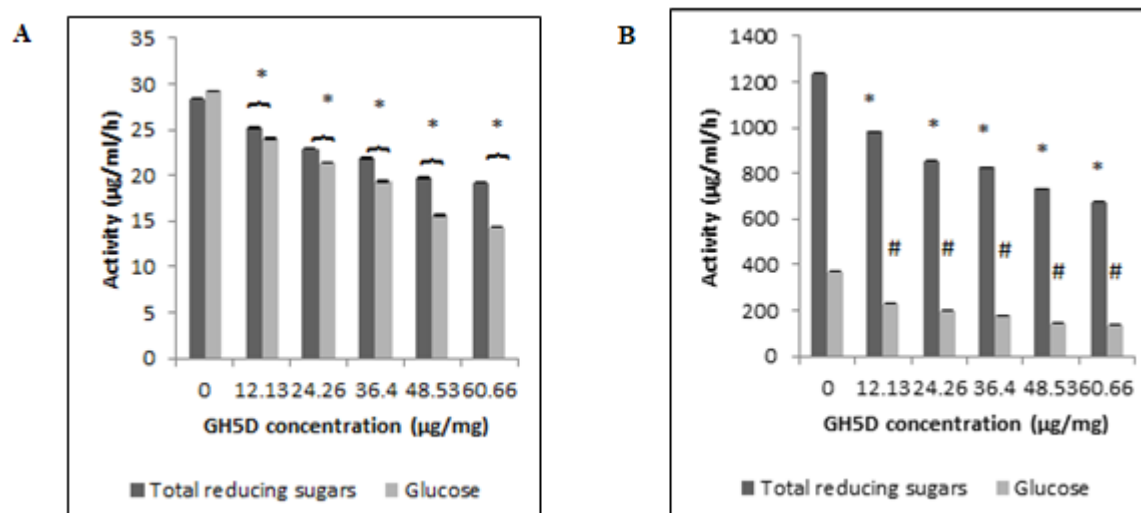 A
35
30
25
20
15
10
5
0
Activity (µg/ml/h)
* * * * *
0 12.13 24.26 36.4 48.53 60.66
GH5D concentration (µg/mg)
Total reducing sugars Glucose
B
1400
1200
1000
800
600
400
200
0
Activity (µg/ml/h)
* * * * *
# # # # #
0 12.13 24.26 36.4 48.53 60.66
GH5D concentration (µg/mg)
Total reducing sugars Glucose